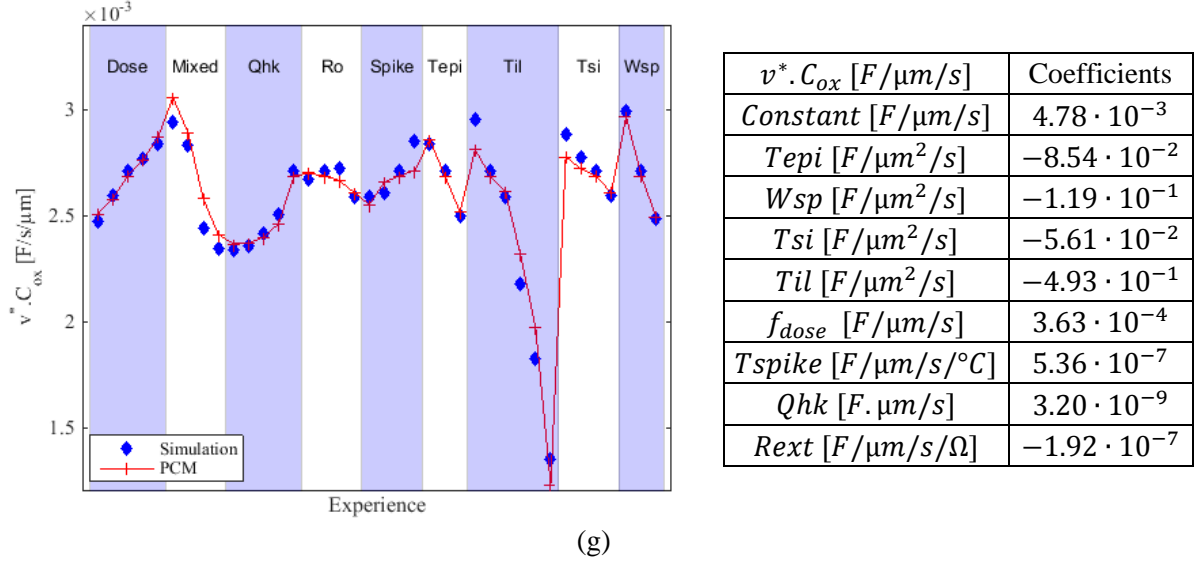 ×10⁻³
Dose Mixed Qhk Ro Spike Tepi Til Tsi Wsp
3
2.5
2
1.5
v*.Cₒₓ [F/s/μm]
Simulation
PCM
Experience
v*.Cₒₓ [F/μm/s] Coefficients
Constant [F/μm/s] 4.78 · 10⁻³
Tepi [F/μm²/s] −8.54 · 10⁻²
Wsp [F/μm²/s] −1.19 · 10⁻¹
Tsi [F/μm²/s] −5.61 · 10⁻²
Til [F/μm²/s] −4.93 · 10⁻¹
f_dose [F/μm/s] 3.63 · 10⁻⁴
Tspike [F/μm/s/°C] 5.36 · 10⁻⁷
Qhk [F.μm/s] 3.20 · 10⁻⁹
Rext [F/μm/s/Ω] −1.92 · 10⁻⁷
(g)